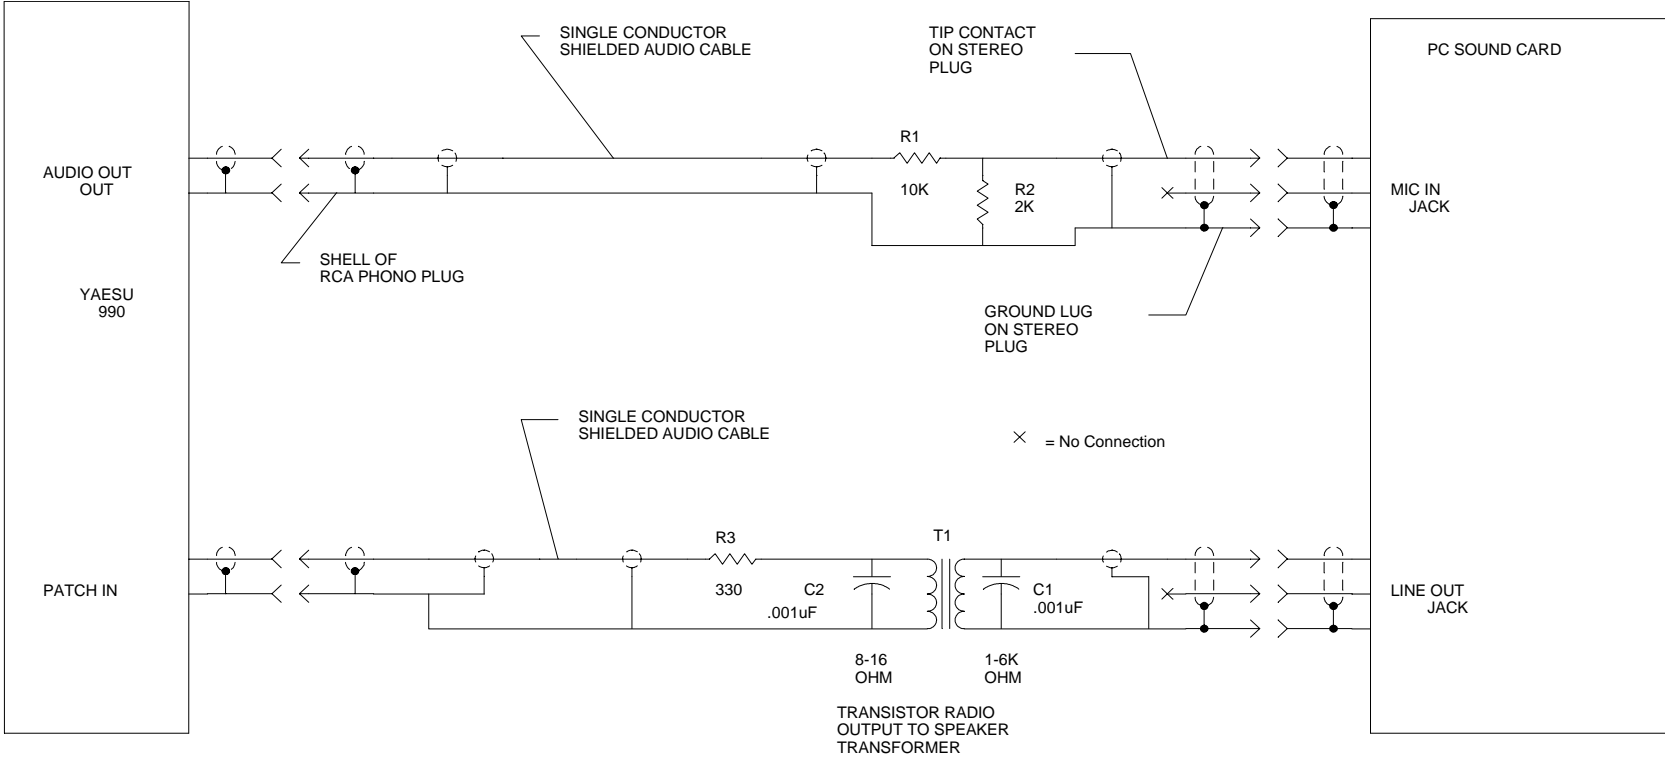 SINGLE CONDUCTOR
SHIELDED AUDIO CABLE
TIP CONTACT
ON STEREO
PLUG
PC SOUND CARD
AUDIO OUT
OUT
R1
10K
R2
2K
MIC IN
JACK
SHELL OF
RCA PHONO PLUG
YAESU
990
GROUND LUG
ON STEREO
PLUG
SINGLE CONDUCTOR
SHIELDED AUDIO CABLE
= No Connection
PATCH IN
R3
330
C2
.001uF
T1
C1
.001uF
LINE OUT
JACK
8-16
OHM
1-6K
OHM
TRANSISTOR RADIO
OUTPUT TO SPEAKER
TRANSFORMER